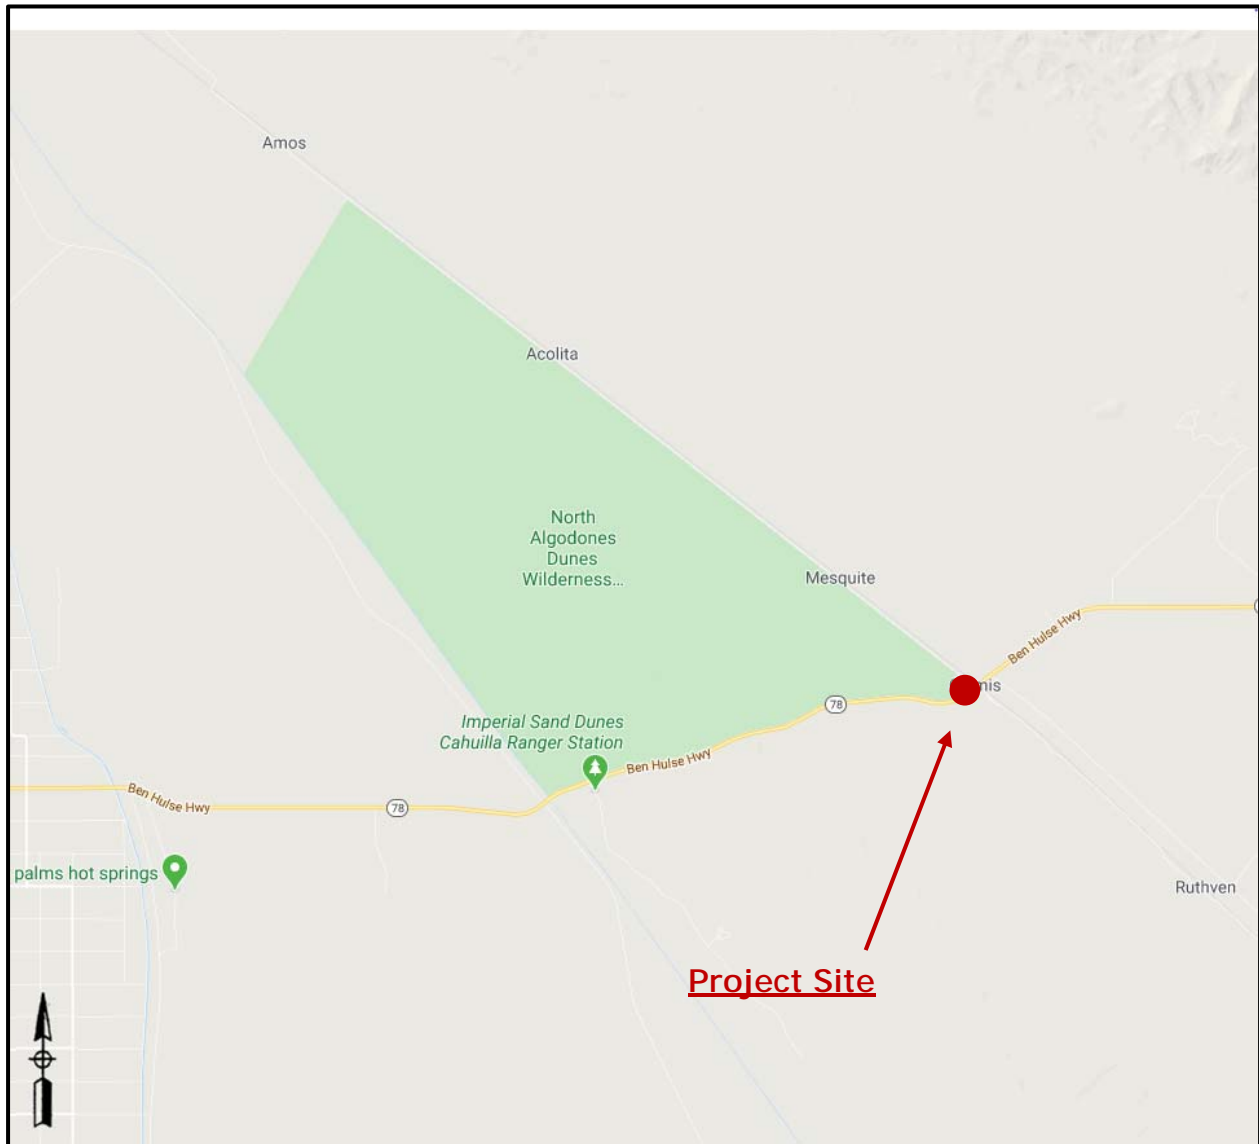 Amos
Acolita
North
Algodones
Dunes
Wilderness...
Mesquite
Ben Hulse Hwy
78
Imperial Sand Dunes
Cahuilla Ranger Station
Ben Hulse Hwy
Ben Hulse Hwy
78
palms hot springs
Ruthven
Project Site